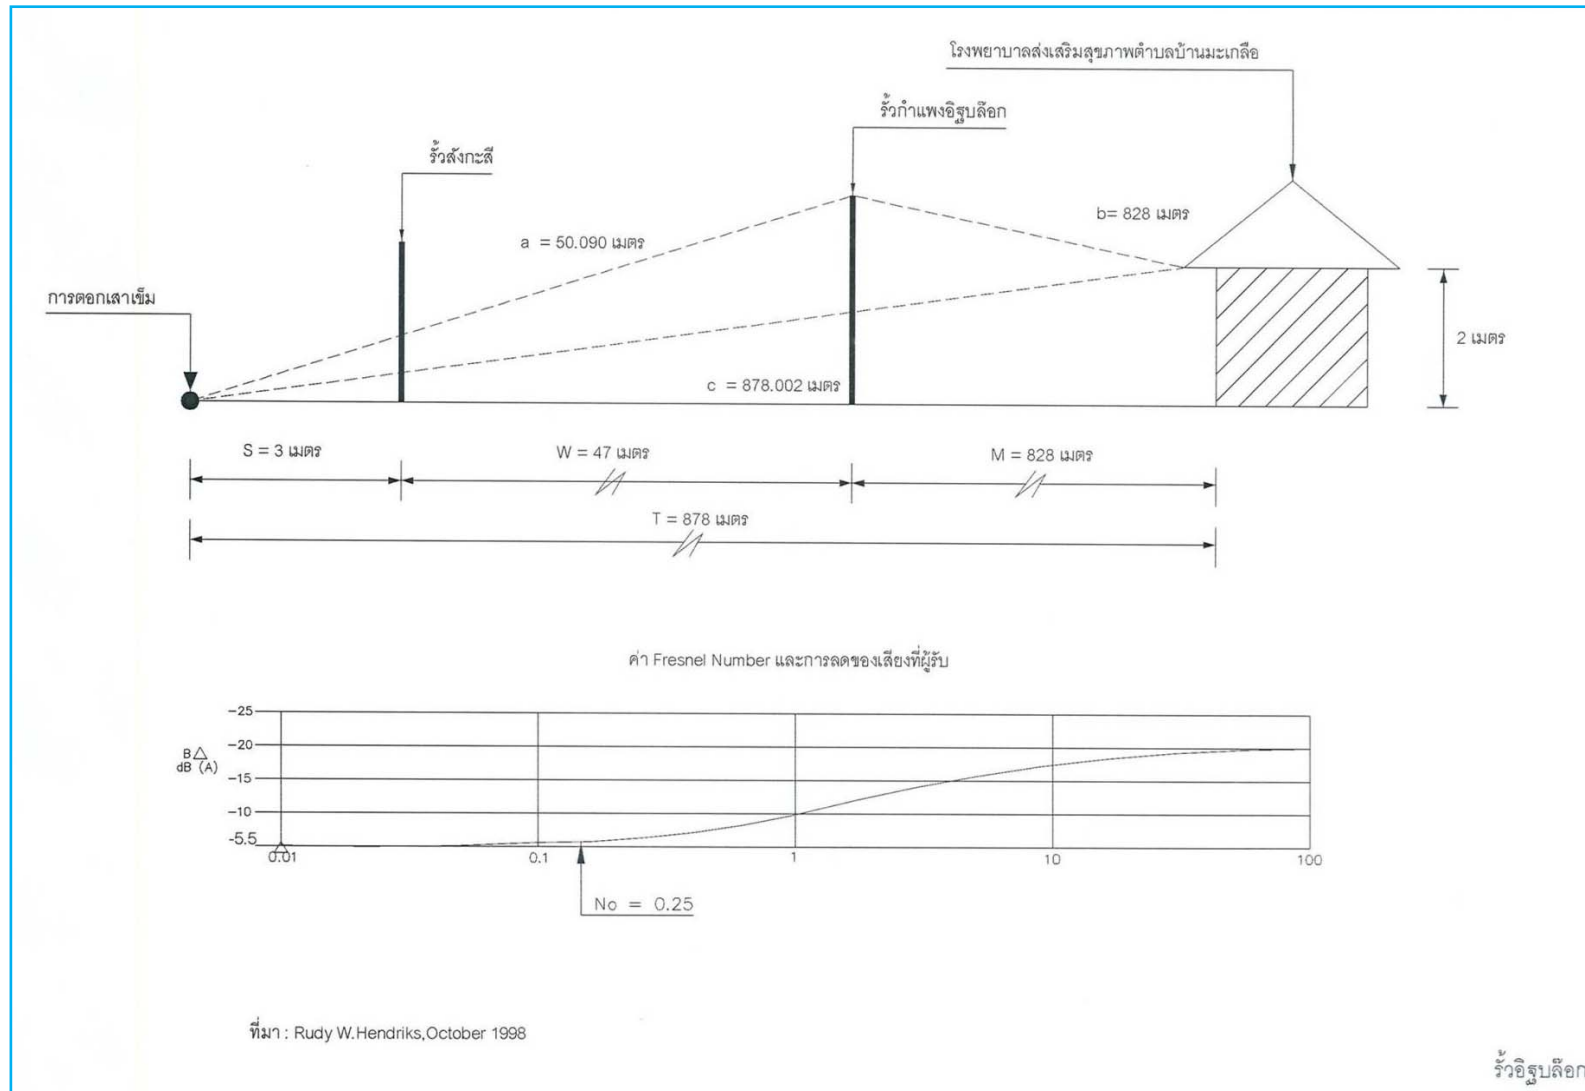 โรงพยาบาลส่งเสริมสุขภาพตำบลบ้านมะเกลือ
รั้วกำแพงอิฐบล๊อก
รั้วสังกะสี
b= 828 เมตร
a = 50.090 เมตร
การตอกเสาเข็ม
2 เมตร
c = 878.002 เมตร
S = 3 เมตร
W = 47 เมตร
M = 828 เมตร
T = 878 เมตร
ค่า Fresnel Number และการลดของเสียงที่ผู้รับ
-25
-20
B△
dB (A)
-15
-10
-5.5
0.01
0.1
1
10
100
No = 0.25
ที่มา : Rudy W.Hendriks,October 1998
รั้วอิฐบล๊อก